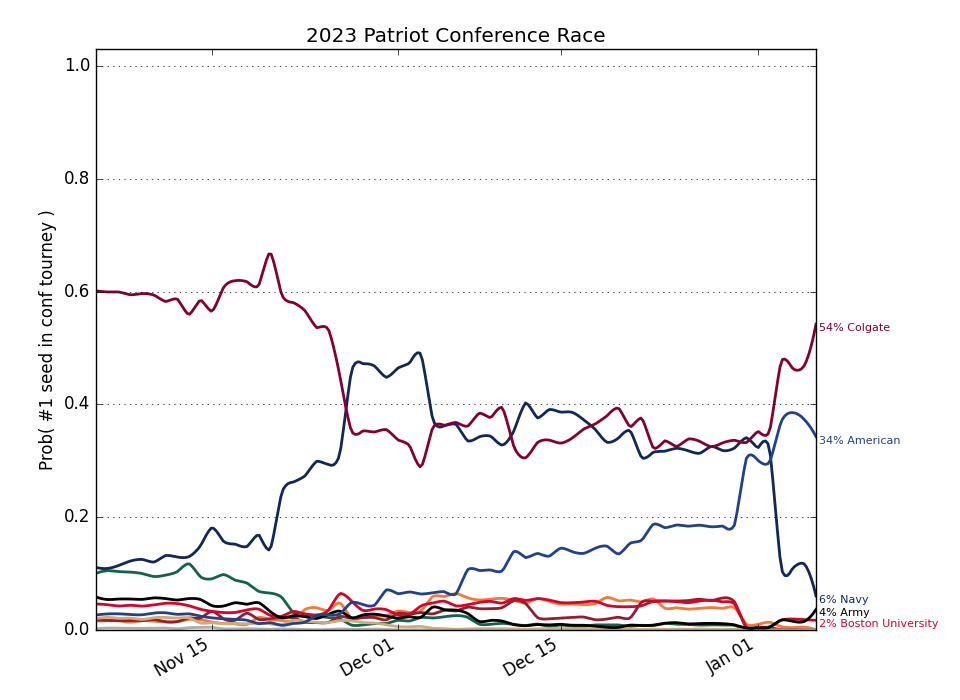 2023 Patriot Conference Race
Prob( #1 seed in conf tourney )
1.0
0.8
0.6
0.4
0.2
0.0
Nov 15
Dec 01
Dec 15
Jan 01
54% Colgate
34% American
6% Navy
4% Army
2% Boston University